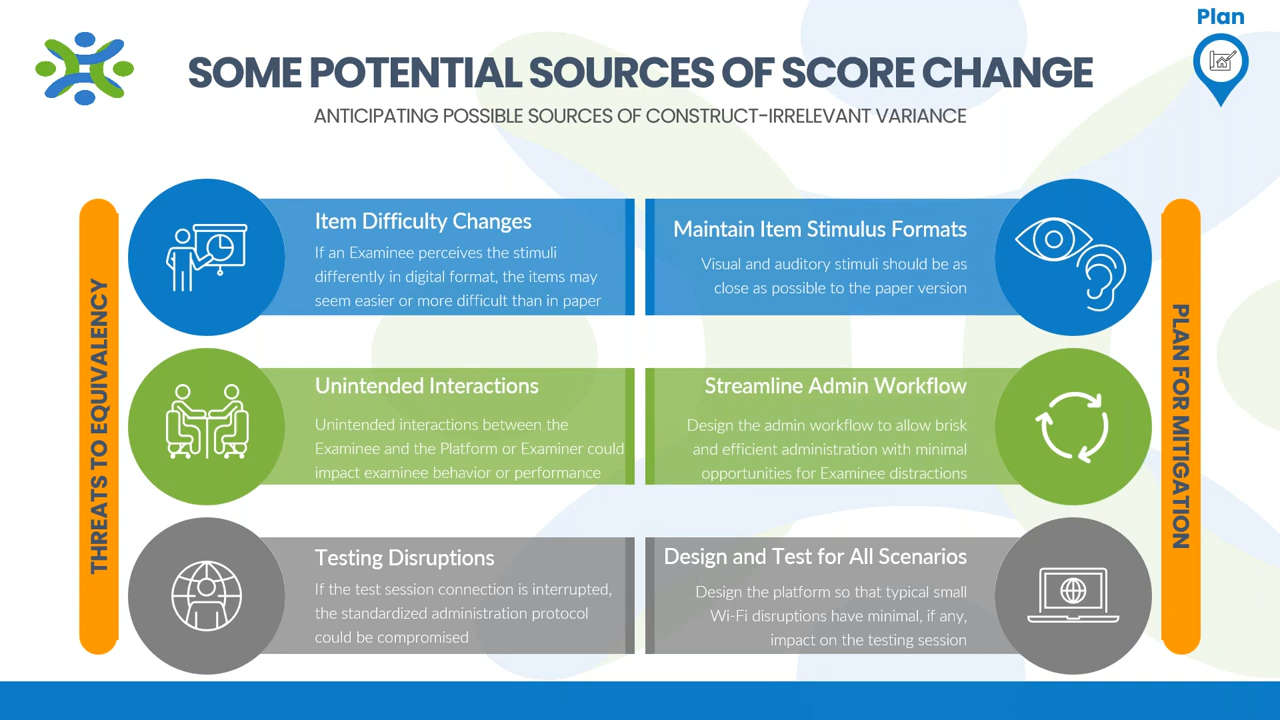 Plan
SOME POTENTIAL SOURCES OF SCORE CHANGE
ANTICIPATING POSSIBLE SOURCES OF CONSTRUCT-IRRELEVANT VARIANCE
THREATS TO EQUIVALENCY
Item Difficulty Changes
If an Examinee perceives the stimuli
differently in digital format, the items may
seem easier or more difficult than in paper
Maintain Item Stimulus Formats
Visual and auditory stimuli should be as
close as possible to the paper version
Unintended Interactions
Unintended interactions between the
Examinee and the Platform or Examiner could
impact examinee behavior or performance
Streamline Admin Workflow
Design the admin workflow to allow brisk
and efficient administration with minimal
opportunities for Examinee distractions
Testing Disruptions
If the test session connection is interrupted,
the standardized administration protocol
could be compromised
Design and Test for All Scenarios
Design the platform so that typical small
Wi-Fi disruptions have minimal, if any,
impact on the testing session
PLAN FOR MITIGATION